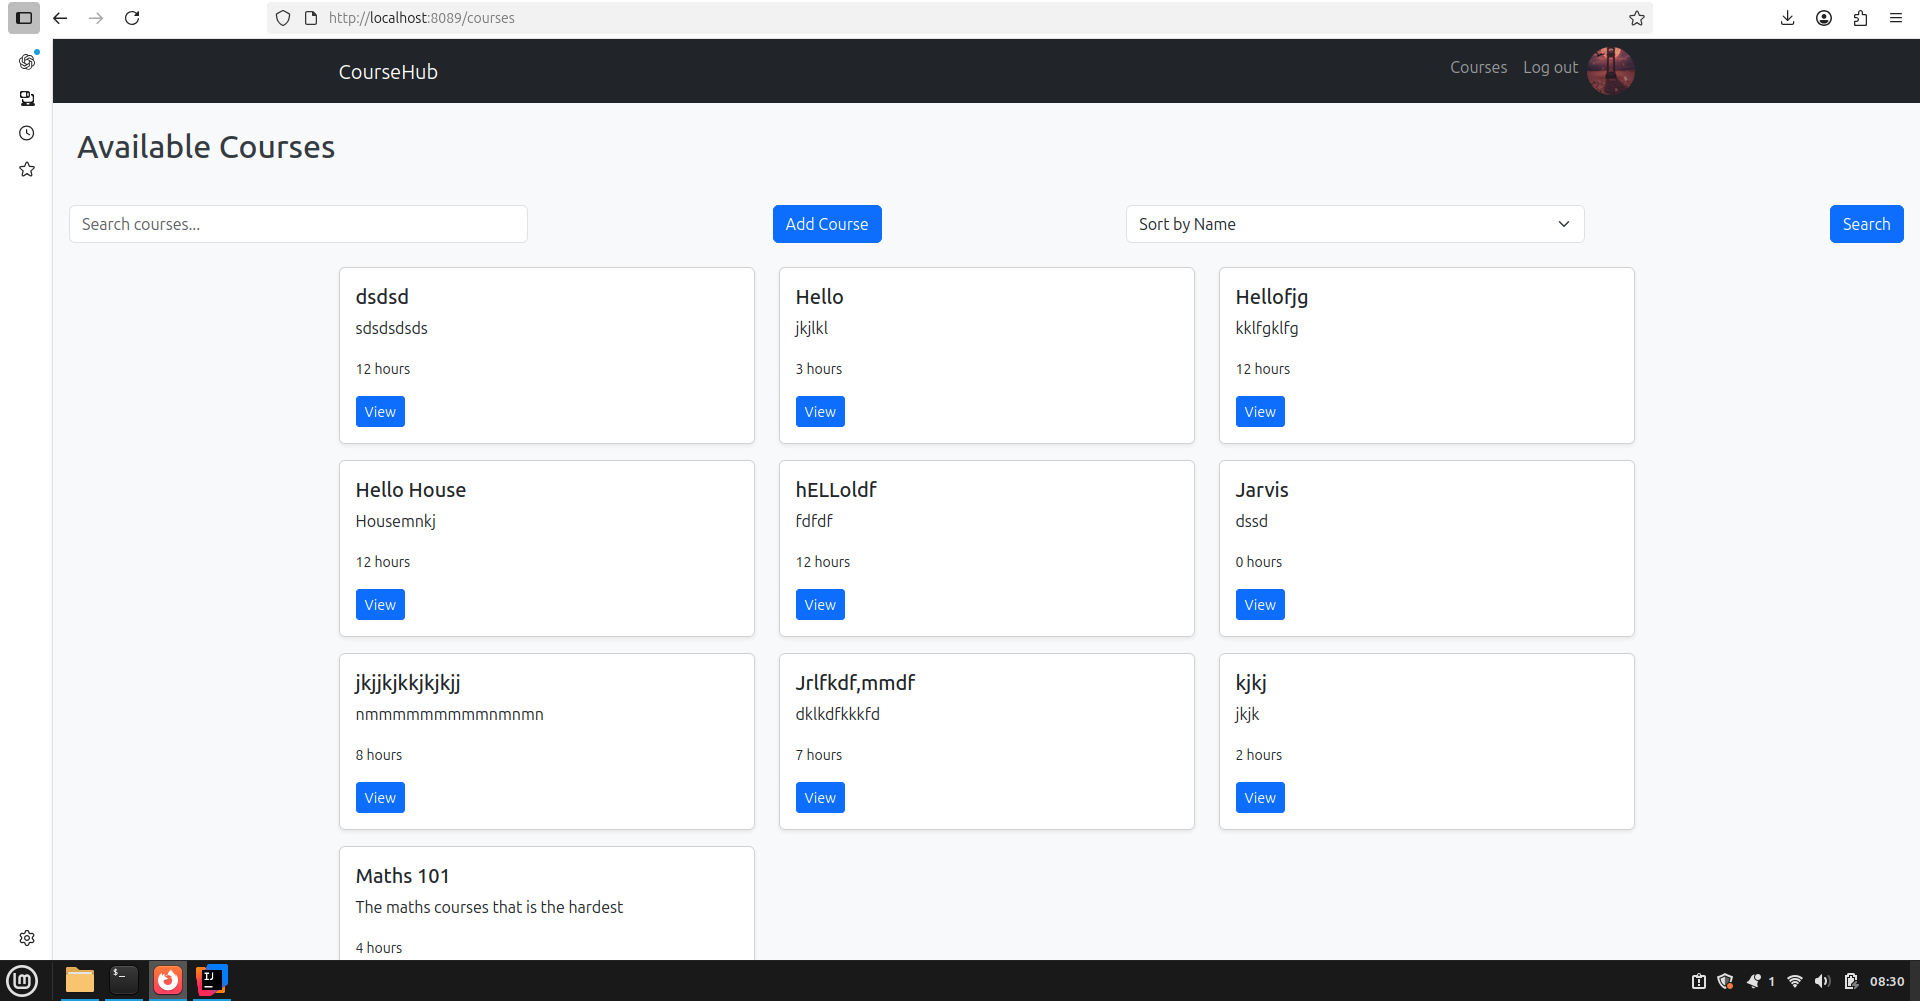 http://localhost:8089/courses
CourseHub
Courses
Log out
Available Courses
Search courses...
Add Course
Sort by Name
Search
dsdsd
sdsdsdsds
12 hours
View
Hello
jkjlkl
3 hours
View
Hellofjg
kklfgklfg
12 hours
View
Hello House
Housemnkj
12 hours
View
hELLoldf
fdfdf
12 hours
View
Jarvis
dssd
0 hours
View
jkjjkjkkjkjkjj
nmmmmmmmmmnmnmn
8 hours
View
Jrlfkdf,mmdf
dklkdfkkkfd
7 hours
View
kjkj
jkjk
2 hours
View
Maths 101
The maths courses that is the hardest
4 hours
$_
IJ
1
08:30